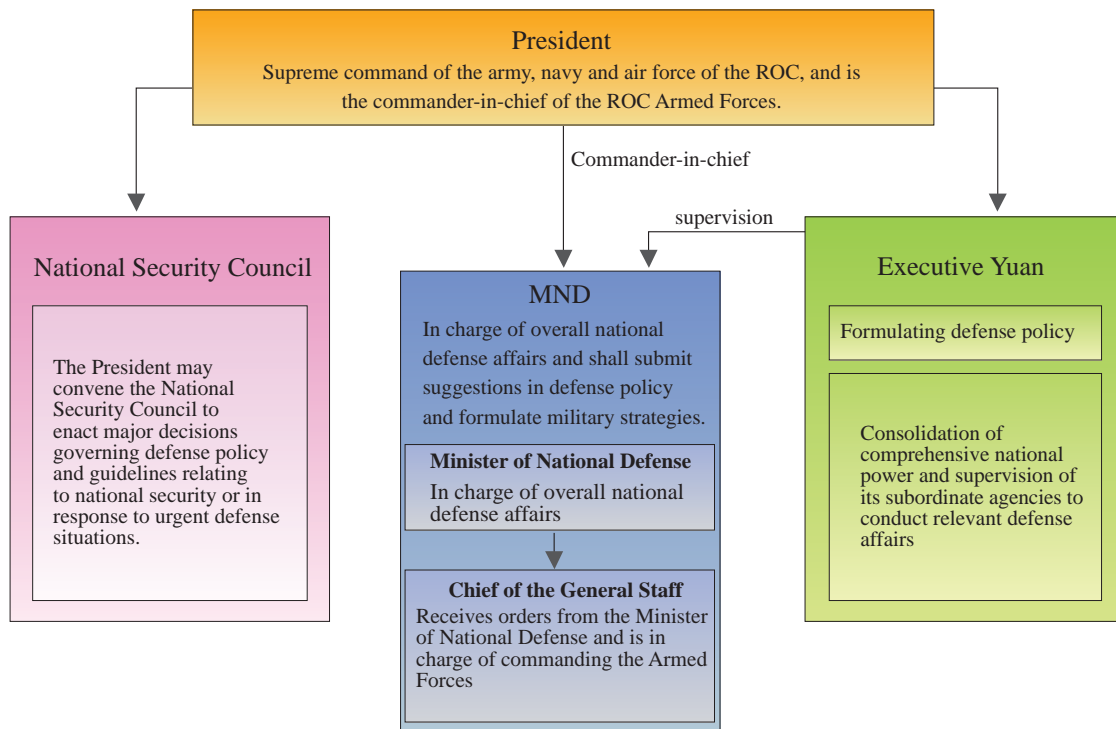 President
Supreme command of the army, navy and air force of the ROC, and is
the commander-in-chief of the ROC Armed Forces.
Commander-in-chief
supervision
National Security Council
The President may
convene the National
Security Council to
enact major decisions
governing defense policy
and guidelines relating
to national security or in
response to urgent defense
situations.
MND
In charge of overall national
defense affairs and shall submit
suggestions in defense policy
and formulate military strategies.
Minister of National Defense
In charge of overall national
defense affairs
Chief of the General Staff
Receives orders from the Minister
of National Defense and is in
charge of commanding the Armed
Forces
Executive Yuan
Formulating defense policy
Consolidation of
comprehensive national
power and supervision of
its subordinate agencies to
conduct relevant defense
affairs